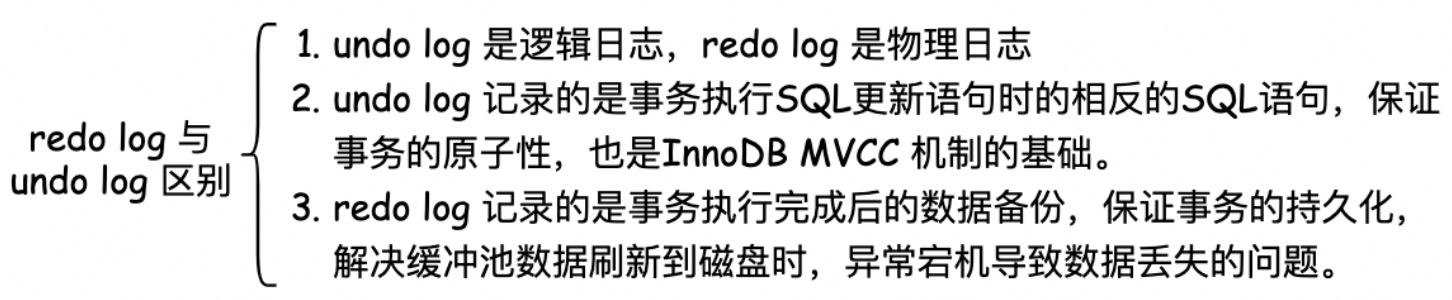 redo log 与
undo log 区别
1. undo log 是逻辑日志，redo log 是物理日志
2. undo log 记录的是事务执行SQL更新语句时的相反的SQL语句，保证
事务的原子性，也是InnoDB MVCC 机制的基础。
3. redo log 记录的是事务执行完成后的数据备份，保证事务的持久化，
解决缓冲池数据刷新到磁盘时，异常宕机导致数据丢失的问题。